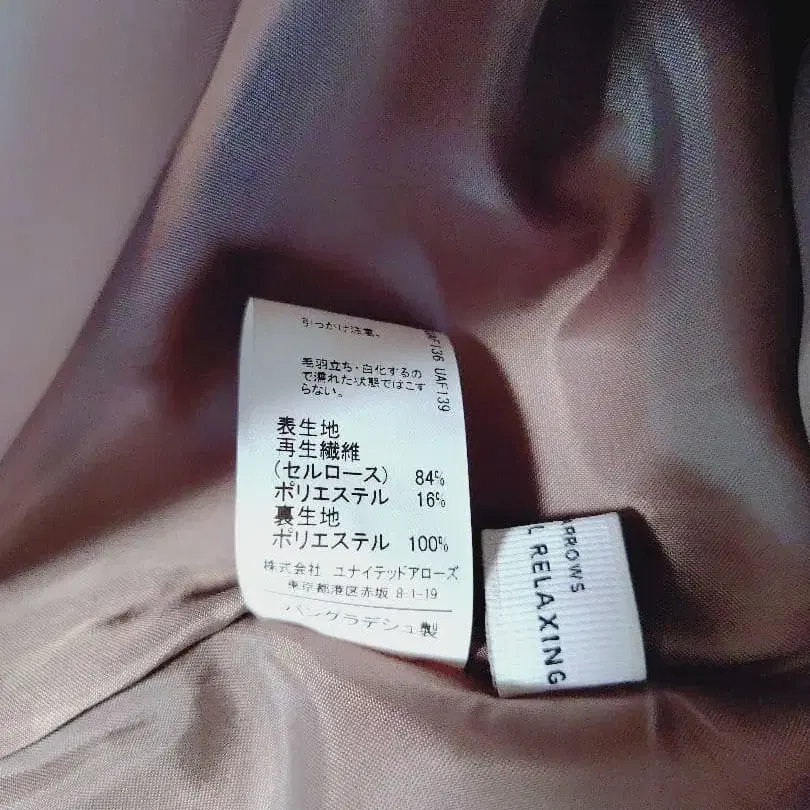 引っかけ注意。
毛羽立ち・白化するの
で濡れた状態ではこす
らない。
表生地
再生繊維
(セルロース) 84%
ポリエステル 16%
裏生地
ポリエステル 100%
株式会社 ユナイテッドアローズ
東京都港区赤坂 8-1-19
バングラデシュ製
F136 UAF139
ARROWS
L RELAXING